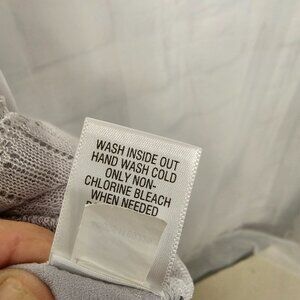 WASH INSIDE OUT
HAND WASH COLD
ONLY NON-
CHLORINE BLEACH
WHEN NEEDED